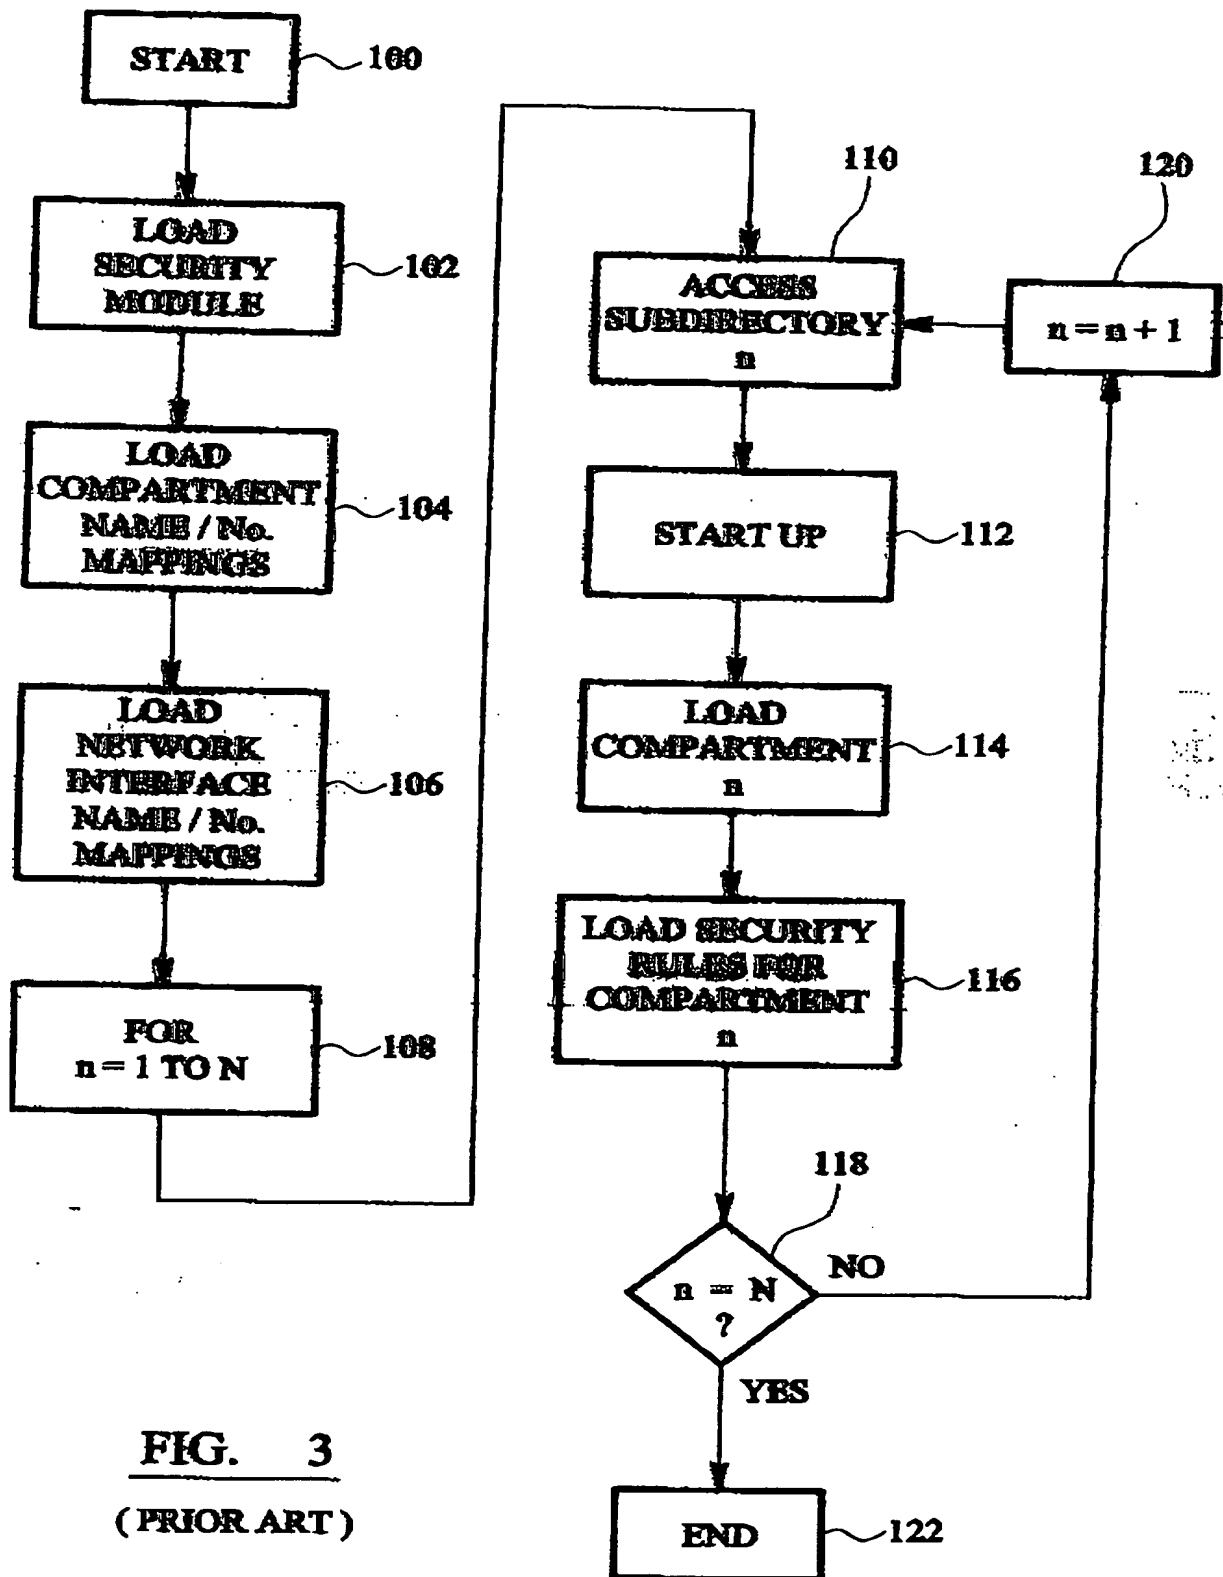 START
100
LOAD
SECURITY
MODULE
102
LOAD
COMPARTMENT
NAME / No.
MAPPINGS
104
LOAD
NETWORK
INTERFACE
NAME / No.
MAPPINGS
106
FOR
n = 1 TO N
108
110
ACCESS
SUBDIRECTORY
n
120
n = n + 1
START UP
112
LOAD
COMPARTMENT
n
114
LOAD SECURITY
RULES FOR
COMPARTMENT
n
116
118
n = N
?
NO
YES
END
122
FIG. 3
( PRIOR ART )